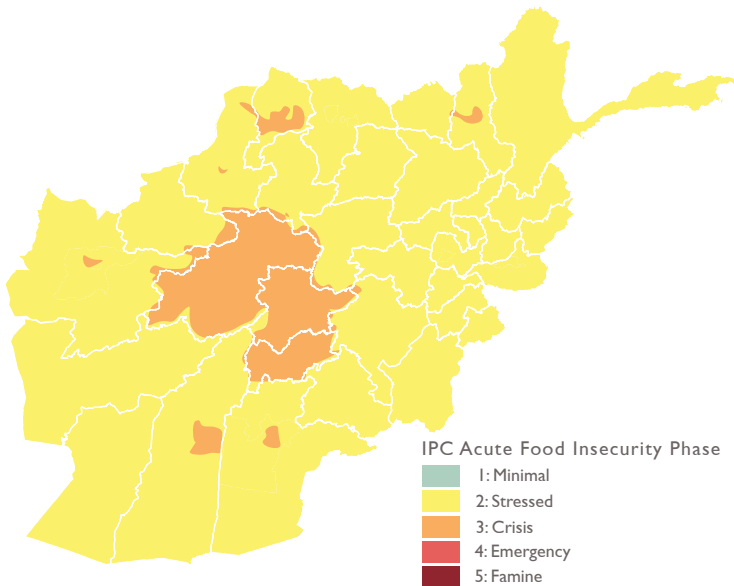 IPC Acute Food Insecurity Phase
1: Minimal
2: Stressed
3: Crisis
4: Emergency
5: Famine